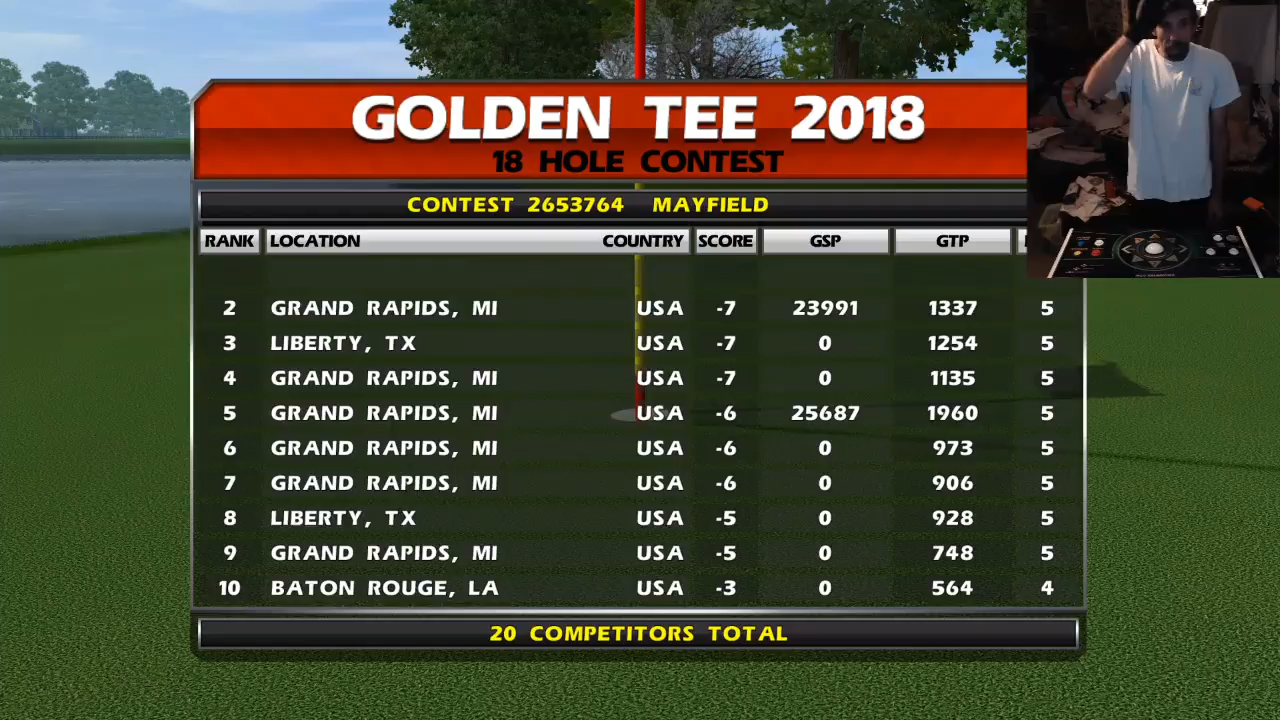 GOLDEN TEE 2018
18 HOLE CONTEST
CONTEST 2653764 MAYFIELD
RANK LOCATION COUNTRY SCORE GSP GTP
2 GRAND RAPIDS, MI USA -7 23991 1337 5
3 LIBERTY, TX USA -7 0 1254 5
4 GRAND RAPIDS, MI USA -7 0 1135 5
5 GRAND RAPIDS, MI USA -6 25687 1960 5
6 GRAND RAPIDS, MI USA -6 0 973 5
7 GRAND RAPIDS, MI USA -6 0 906 5
8 LIBERTY, TX USA -5 0 928 5
9 GRAND RAPIDS, MI USA -5 0 748 5
10 BATON ROUGE, LA USA -3 0 564 4
20 COMPETITORS TOTAL